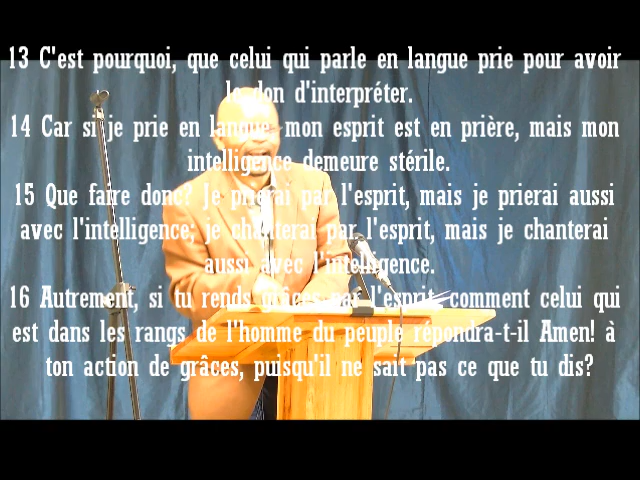 13 C'est pourquoi, que celui qui parle en langue prie pour avoir
le don d'interpréter.
14 Car si je prie en langue, mon esprit est en prière, mais mon
intelligence demeure stérile.
15 Que faire donc? Je prierai par l'esprit, mais je prierai aussi
avec l'intelligence; je chanterai par l'esprit, mais je chanterai
aussi avec l'intelligence.
16 Autrement, si tu rends grâces par l'esprit, comment celui qui
est dans les rangs de l'homme du peuple répondra-t-il Amen! à
ton action de grâces, puisqu'il ne sait pas ce que tu dis?